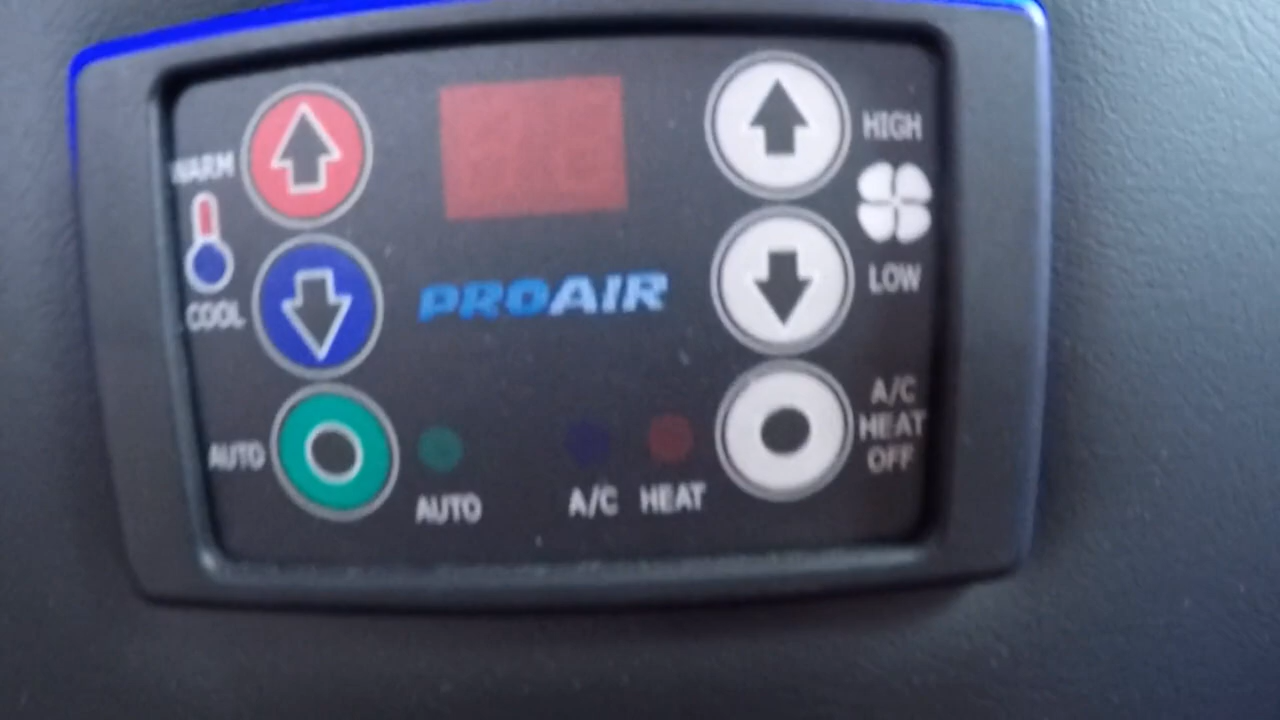 WARM
HIGH
COOL
PROAIR
LOW
AUTO
AUTO
A/C
HEAT
A/C
HEAT
OFF